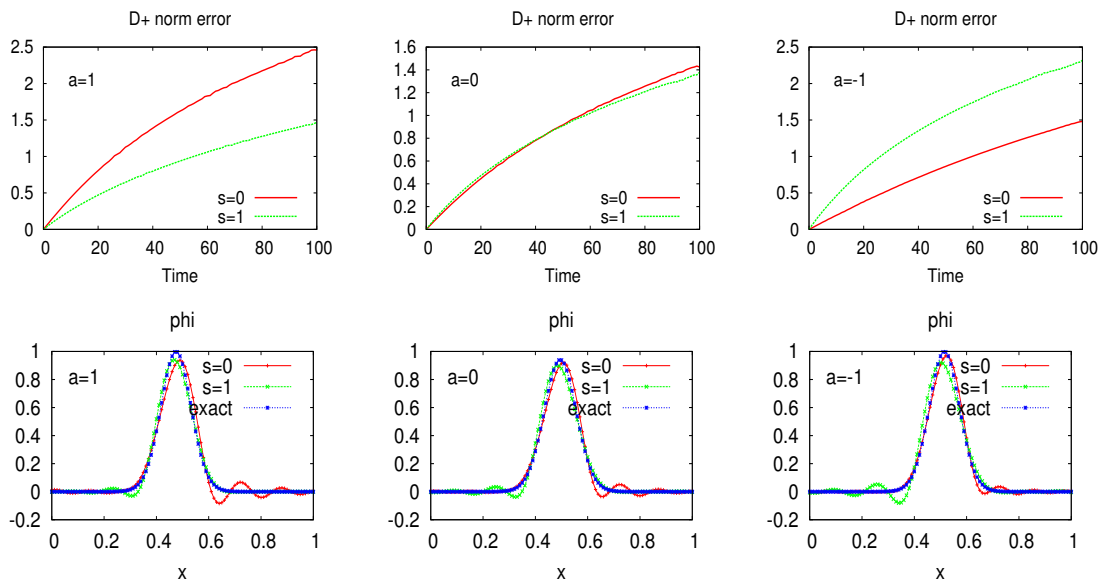 D+ norm error
2.5
2
1.5
1
0.5
0
a=1
s=0
s=1
0 20 40 60 80 100
Time
D+ norm error
1.6
1.4
1.2
1
0.8
0.6
0.4
0.2
0
a=0
s=0
s=1
0 20 40 60 80 100
Time
D+ norm error
2.5
2
1.5
1
0.5
0
a=-1
s=0
s=1
0 20 40 60 80 100
Time
phi
1
0.8
0.6
0.4
0.2
0
-0.2
a=1
s=0
s=1
exact
0 0.2 0.4 0.6 0.8 1
x
phi
1
0.8
0.6
0.4
0.2
0
-0.2
a=0
s=0
s=1
exact
0 0.2 0.4 0.6 0.8 1
x
phi
1
0.8
0.6
0.4
0.2
0
-0.2
a=-1
s=0
s=1
exact
0 0.2 0.4 0.6 0.8 1
x